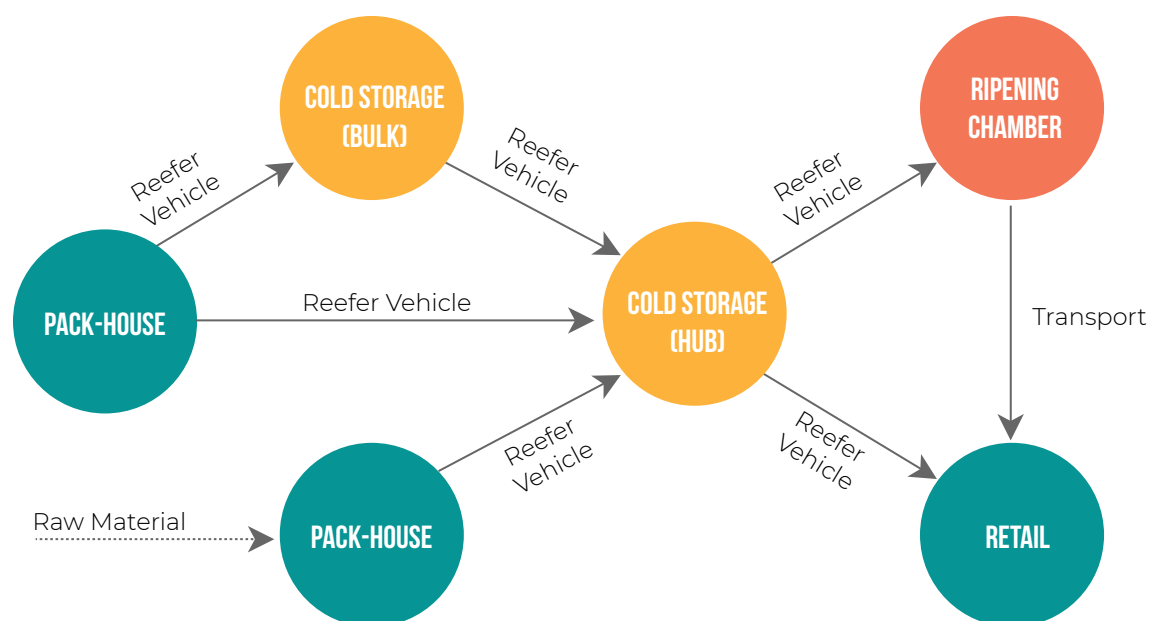 COLD STORAGE
(BULK)
RIPENING
CHAMBER
Reefer
Vehicle
Reefer
Vehicle
Reefer
Vehicle
PACK-HOUSE
Reefer Vehicle
COLD STORAGE
(HUB)
Transport
Reefer
Vehicle
Reefer
Vehicle
Raw Material
PACK-HOUSE
RETAIL